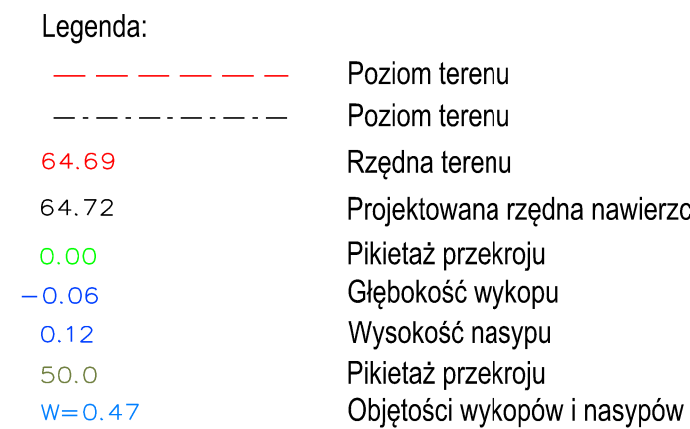 Legenda:
Poziom terenu
Poziom terenu
64.69 Rzędna terenu
64.72 Projektowana rzędna
0.00 Pikietaż przekroju
-0.06 Głębokość wykopu
0.12 Wysokość nasypu
50.0 Pikietaż przekroju
W=0.47 Objętości wykopów i nasypów